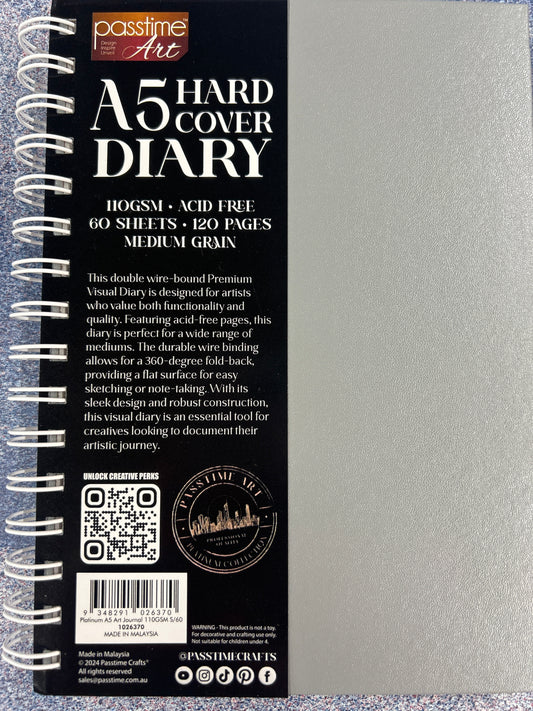 passtime™
Design
Inspire
Unveil
Art
A5 HARD
COVER
DIARY
110GSM • ACID FREE
60 SHEETS • 120 PAGES
MEDIUM GRAIN
This double wire-bound Premium
Visual Diary is designed for artists
who value both functionality and
quality. Featuring acid-free pages, this
diary is perfect for a wide range of
mediums. The durable wire binding
allows for a 360-degree fold-back,
providing a flat surface for easy
sketching or note-taking. With its
sleek design and robust construction,
this visual diary is an essential tool for
creatives looking to document their
artistic journey.
UNLOCK CREATIVE PERKS
PASSTIME ART
PROFESSIONAL
QUALITY
PLATINUM COLLECTION
9 348291 026370
Platinum A5 Art Journal 110GSM S/60
1026370
MADE IN MALAYSIA
WARNING - This product is not a toy.
For decorative and crafting use only.
Not suitable for children under 4.
Made in Malaysia
© 2024 Passtime Crafts®
All rights reserved
sales@passtime.com.au
@PASSTIMECRAFTS